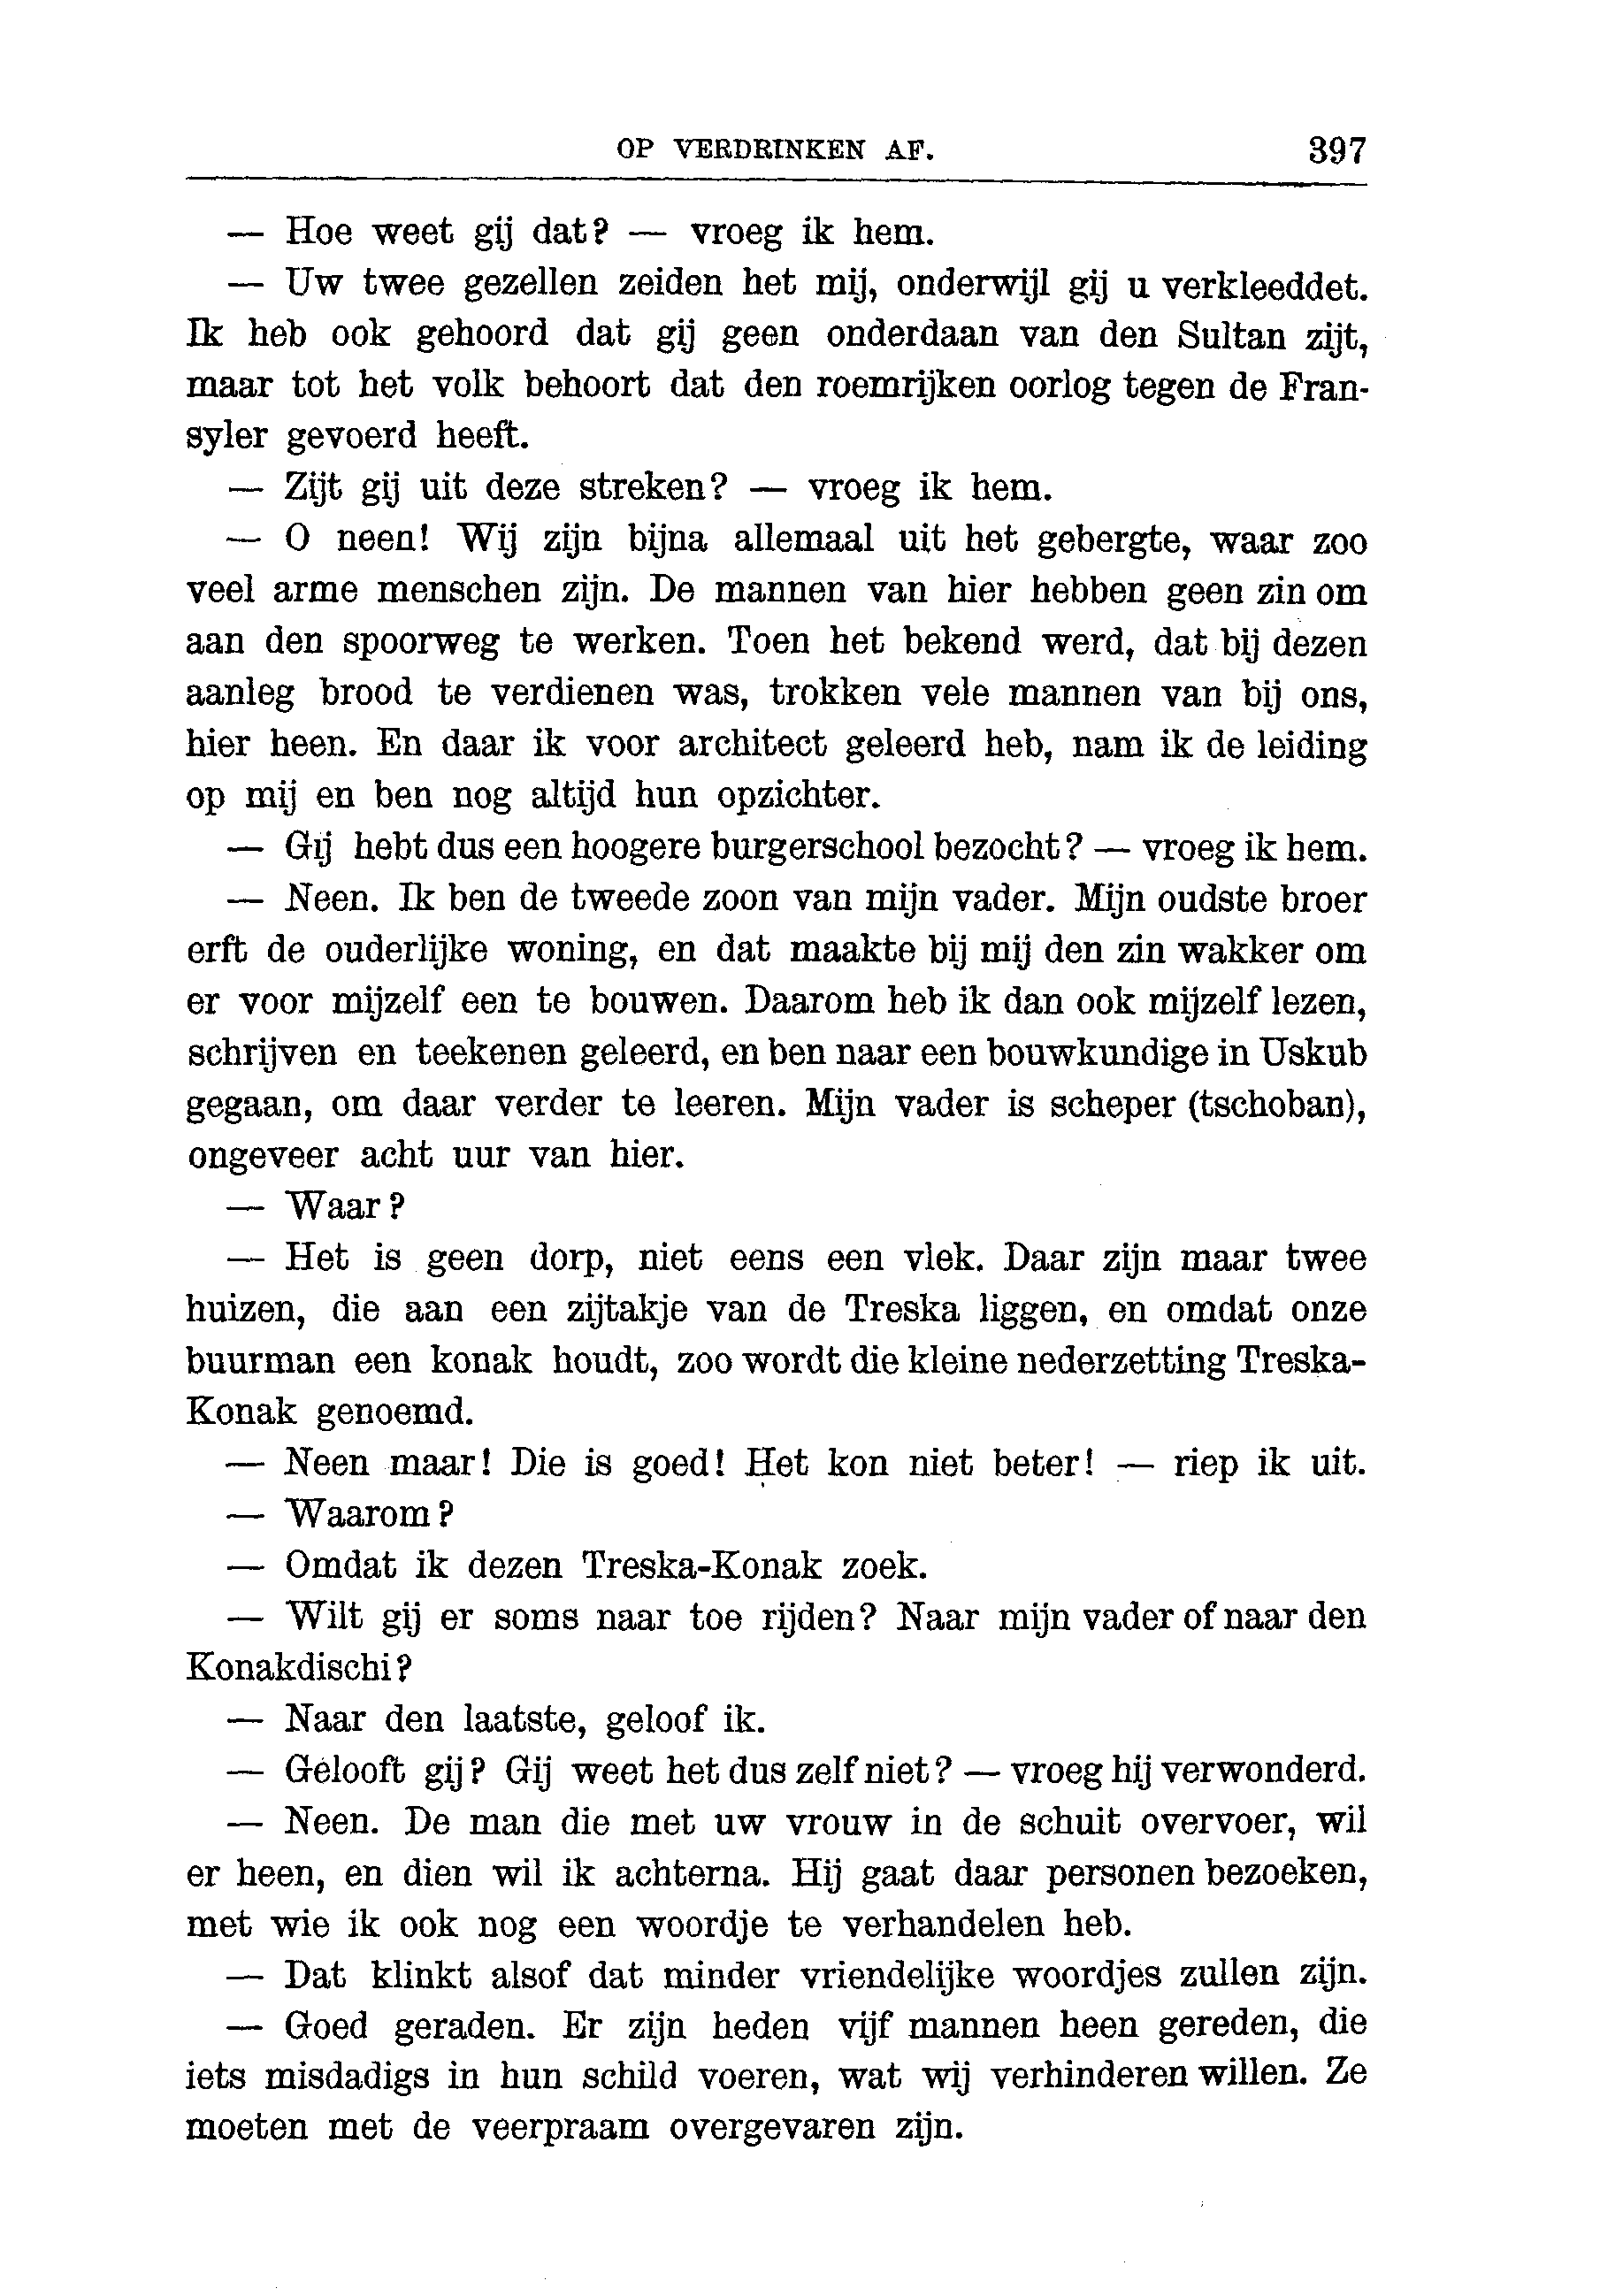 OP VERDRINKEN AF. 397
— Hoe weet gij dat? — vroeg ik hem.
— Uw twee gezellen zeiden het mij, onderwijl gij u verkleeddet.
Ik heb ook gehoord dat gij geen onderdaan van den Sultan zijt,
maar tot het volk behoort dat den roemrijken oorlog tegen de Fran-
syler gevoerd heeft.
— Zijt gij uit deze streken? — vroeg ik hem.
— O neen! Wij zijn bijna allemaal uit het gebergte, waar zoo
veel arme menschen zijn. De mannen van hier hebben geen zin om
aan den spoorweg te werken. Toen het bekend werd, dat bij dezen
aanleg brood te verdienen was, trokken vele mannen van bij ons,
hier heen. En daar ik voor architect geleerd heb, nam ik de leiding
op mij en ben nog altijd hun opzichter.
— Gij hebt dus een hoogere burgerschool bezocht? — vroeg ik hem.
— Neen. Ik ben de tweede zoon van mijn vader. Mijn oudste broer
erft de ouderlijke woning, en dat maakte bij mij den zin wakker om
er voor mijzelf een te bouwen. Daarom heb ik dan ook mijzelf lezen,
schrijven en teekenen geleerd, en ben naar een bouwkundige in Uskub
gegaan, om daar verder te leeren. Mijn vader is scheper (tschoban),
ongeveer acht uur van hier.
— Waar?
— Het is geen dorp, niet eens een vlek. Daar zijn maar twee
huizen, die aan een zijtakje van de Treska liggen, en omdat onze
buurman een konak houdt, zoo wordt die kleine nederzetting Treska-
Konak genoemd.
— Neen maar! Die is goed! Het kon niet beter! — riep ik uit.
— Waarom?
— Omdat ik dezen Treska-Konak zoek.
— Wilt gij er soms naar toe rijden? Naar mijn vader of naar den
Konakdischi?
— Naar den laatste, geloof ik.
— Gelooft gij? Gij weet het dus zelf niet? — vroeg hij verwonderd.
— Neen. De man die met uw vrouw in de schuit overvoer, wil
er heen, en dien wil ik achterna. Hij gaat daar personen bezoeken,
met wie ik ook nog een woordje te verhandelen heb.
— Dat klinkt alsof dat minder vriendelijke woordjes zullen zijn.
— Goed geraden. Er zijn heden vijf mannen heen gereden, die
iets misdadigs in hun schild voeren, wat wij verhinderen willen. Ze
moeten met de veerpraam overgevaren zijn.